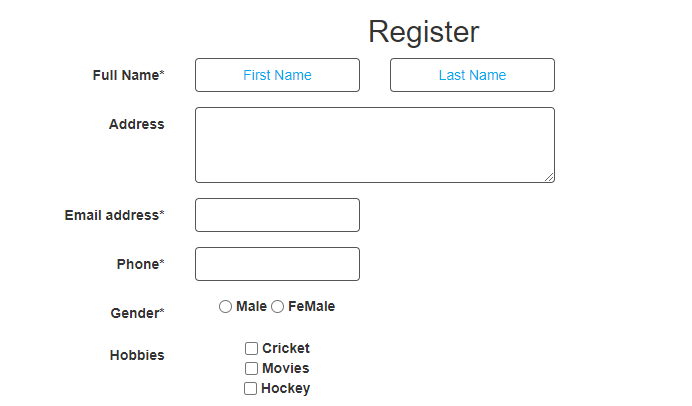 Register
Full Name* First Name Last Name
Address
Email address*
Phone*
Gender* Male FeMale
Hobbies Cricket
Movies
Hockey